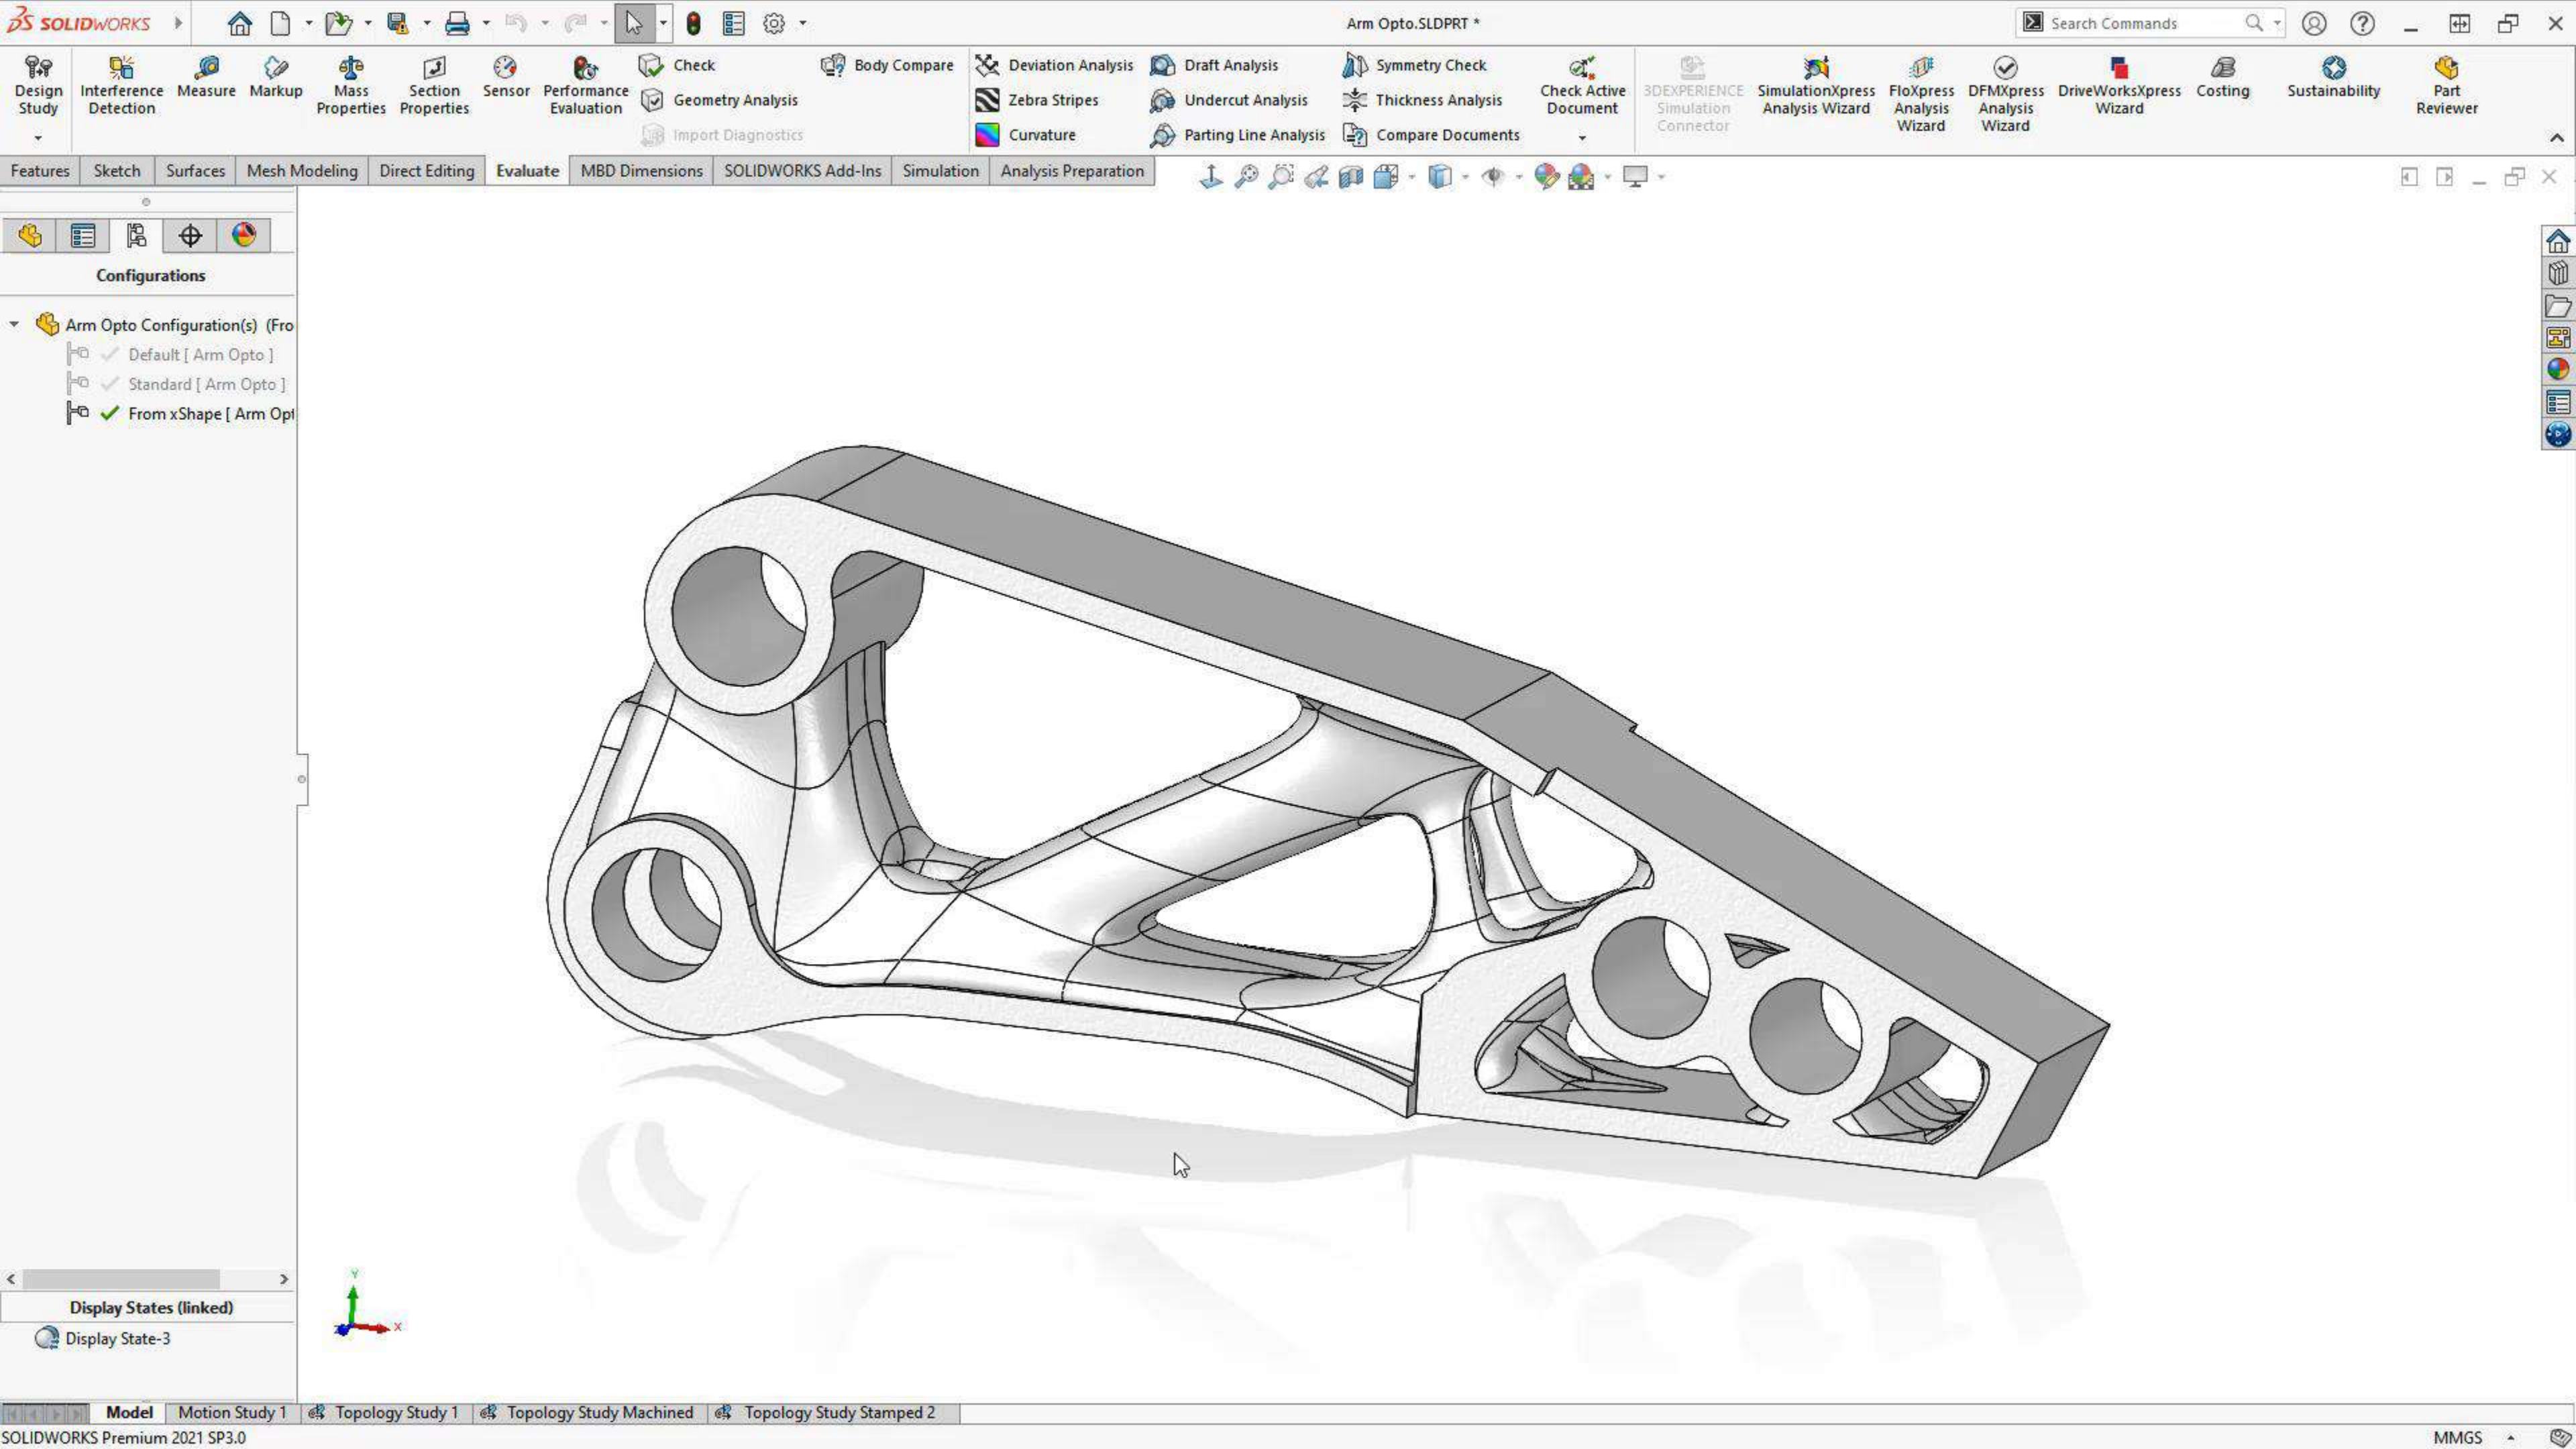 SOLIDWORKS
Arm Opto.SLDPRT *
Search Commands
Design Study
Interference Detection
Measure
Markup
Mass Properties
Section Properties
Sensor
Performance Evaluation
Check
Geometry Analysis
Import Diagnostics
Body Compare
Deviation Analysis
Zebra Stripes
Curvature
Draft Analysis
Undercut Analysis
Parting Line Analysis
Symmetry Check
Thickness Analysis
Compare Documents
Check Active Document
3DEXPERIENCE Simulation Connector
SimulationXpress Analysis Wizard
FloXpress Analysis Wizard
DFMXpress Analysis Wizard
DriveWorksXpress Wizard
Costing
Sustainability
Part Reviewer
Features
Sketch
Surfaces
Mesh Modeling
Direct Editing
Evaluate
MBD Dimensions
SOLIDWORKS Add-Ins
Simulation
Analysis Preparation
Configurations
Arm Opto Configuration(s) (Fro
Default [ Arm Opto ]
Standard [ Arm Opto ]
From xShape [ Arm Opt
Y
Z
X
Display States (linked)
Display State-3
Model
Motion Study 1
Topology Study 1
Topology Study Machined
Topology Study Stamped 2
SOLIDWORKS Premium 2021 SP3.0
MMGS